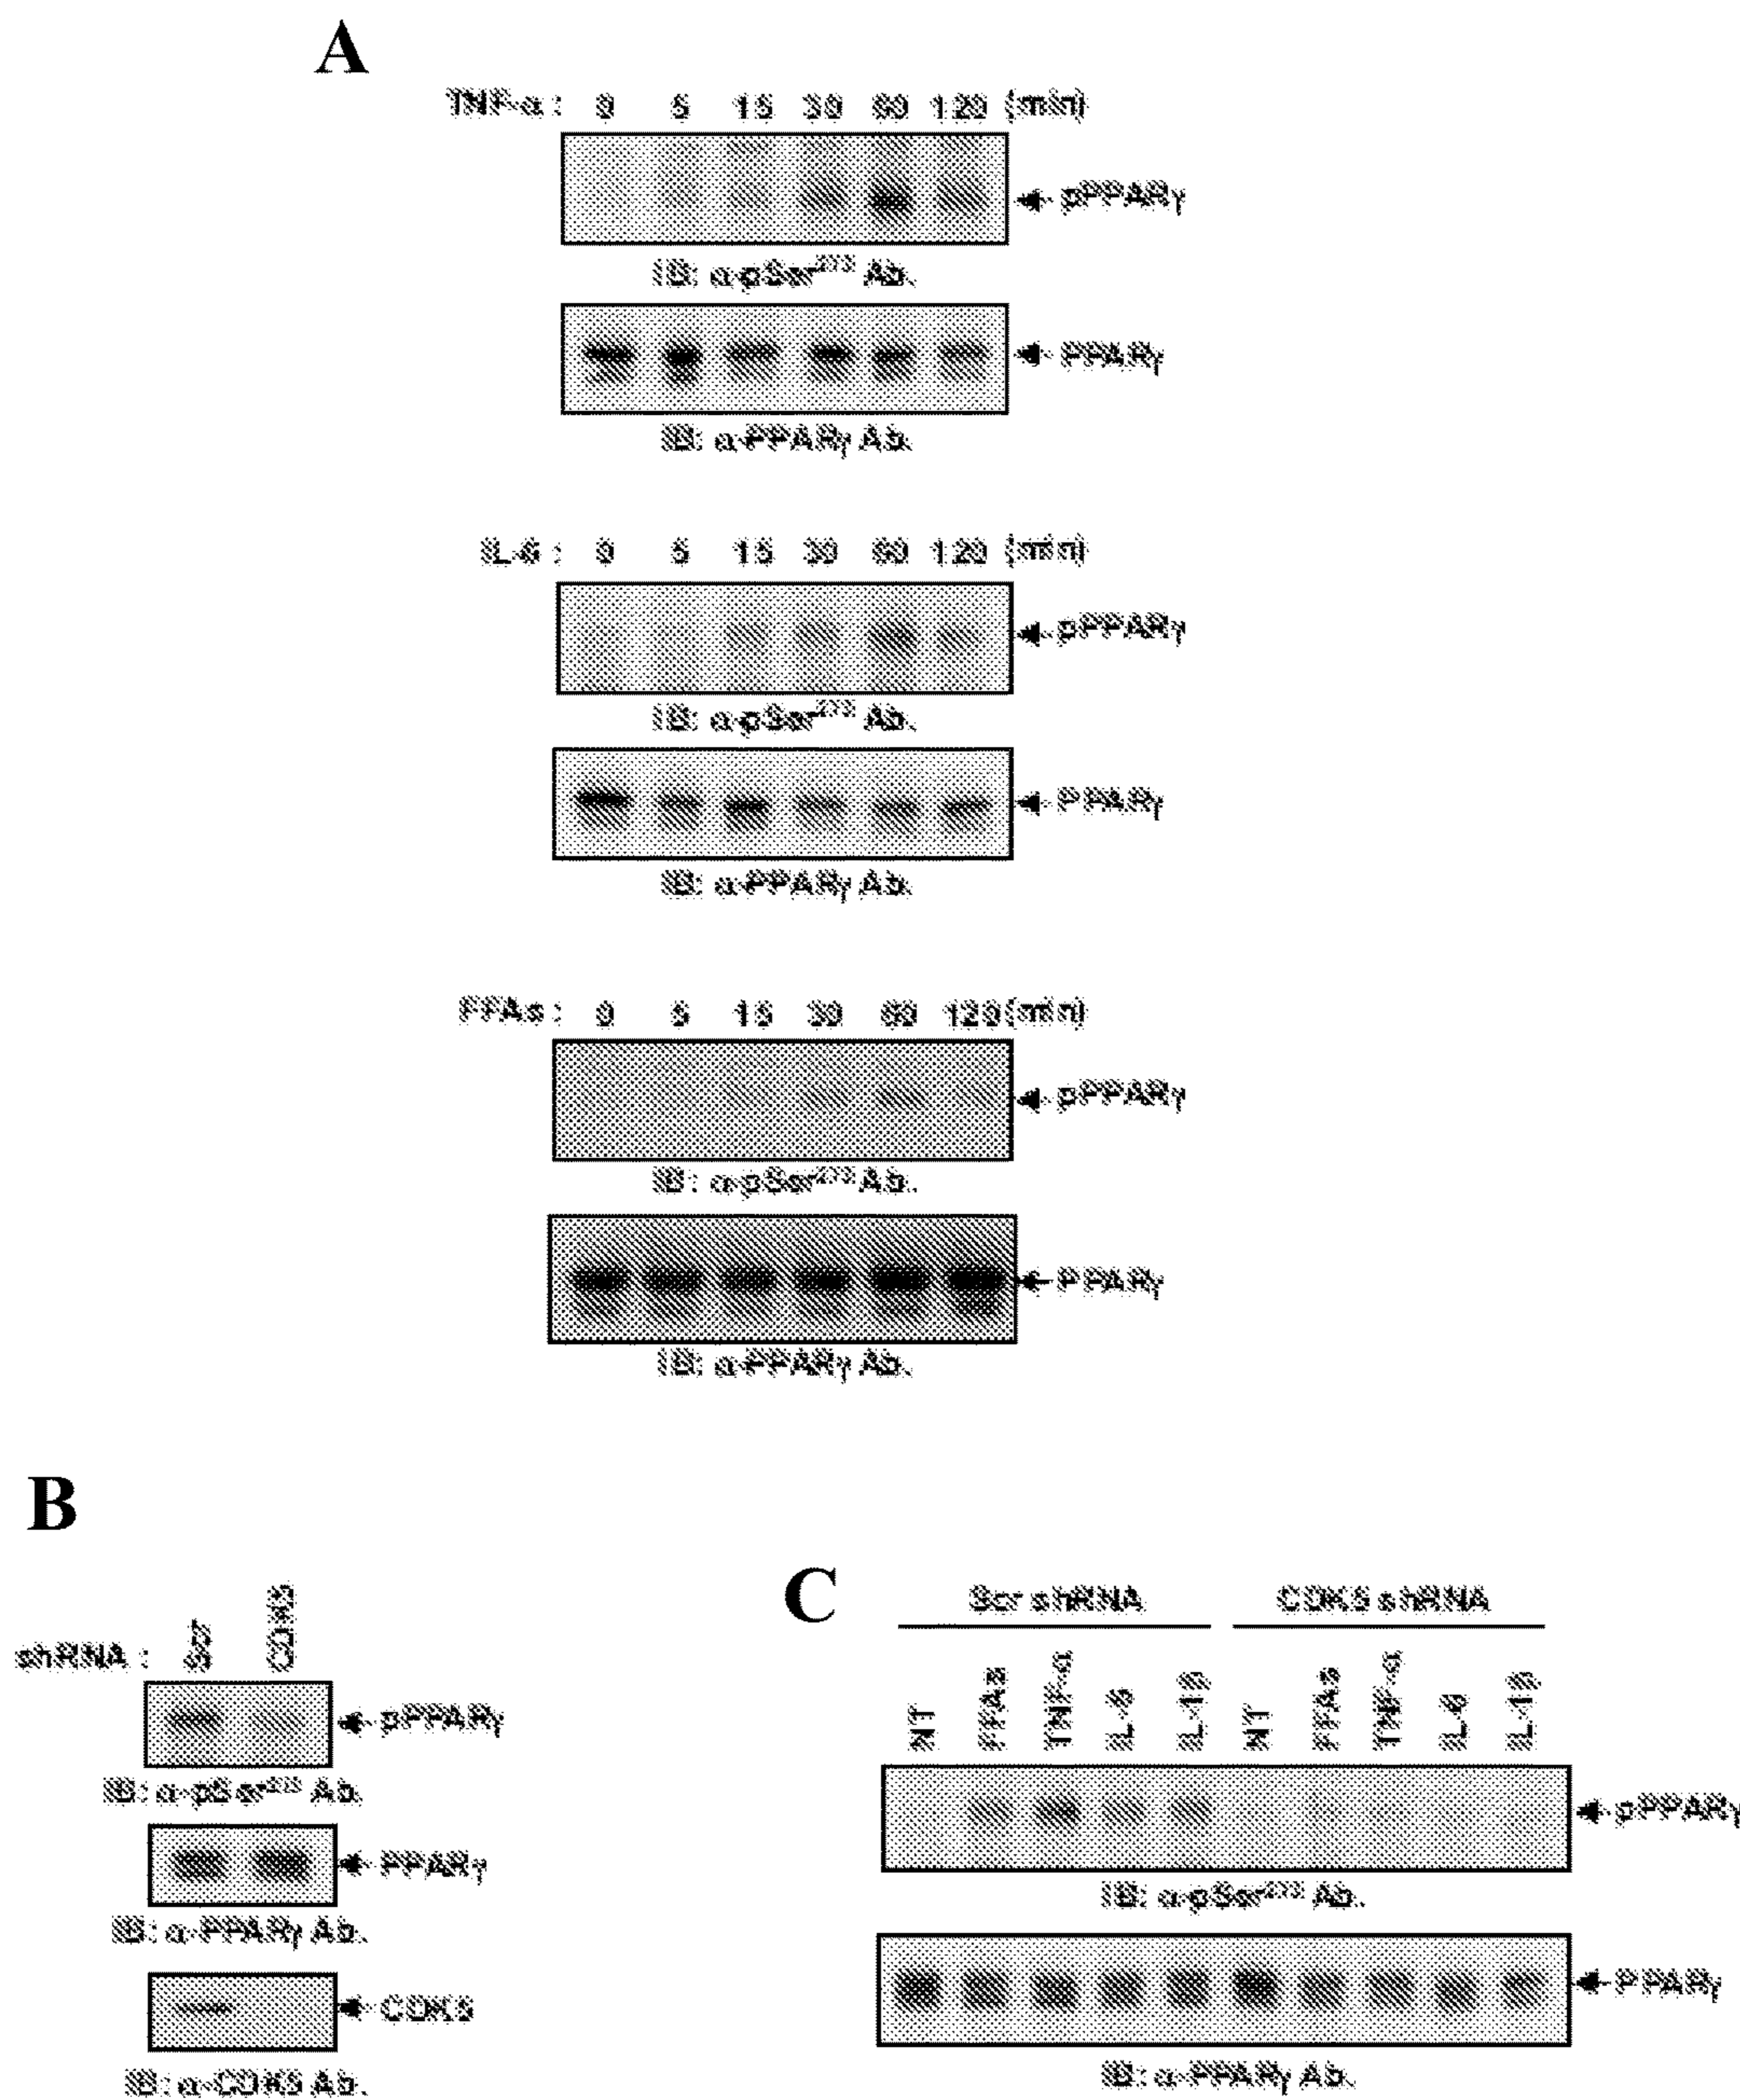 A
TNF-α : 0 5 15 30 60 120 (min)
pPPARγ
IB: α-pSer273 Ab.
PPARγ
IB: α-PPARγ Ab.
IL-6 : 0 5 15 30 60 120 (min)
pPPARγ
IB: α-pSer273 Ab.
PPARγ
IB: α-PPARγ Ab.
FFAs : 0 5 15 30 60 120 (min)
pPPARγ
IB: α-pSer273 Ab.
PPARγ
IB: α-PPARγ Ab.
B
shRNA : Scr CDK5
pPPARγ
IB: α-pSer273 Ab.
PPARγ
IB: α-PPARγ Ab.
CDK5
IB: α-CDK5 Ab.
C
Scr shRNA CDK5 shRNA
NT FFAs TNF-α IL-6 IL-1β NT FFAs TNF-α IL-6 IL-1β
pPPARγ
IB: α-pSer273 Ab.
PPARγ
IB: α-PPARγ Ab.